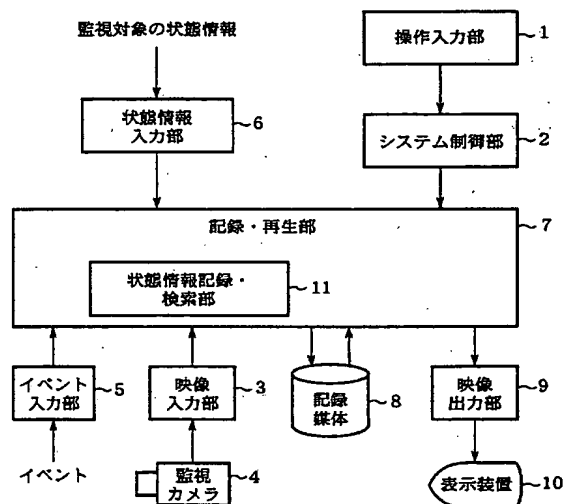 監視対象の状態情報
操作入力部
1
状態情報
入力部
6
システム制御部
2
記録・再生部
7
状態情報記録・
検索部
11
イベント
入力部
5
映像
入力部
3
記録
媒体
8
映像
出力部
9
イベント
監視
カメラ
4
表示装置
10